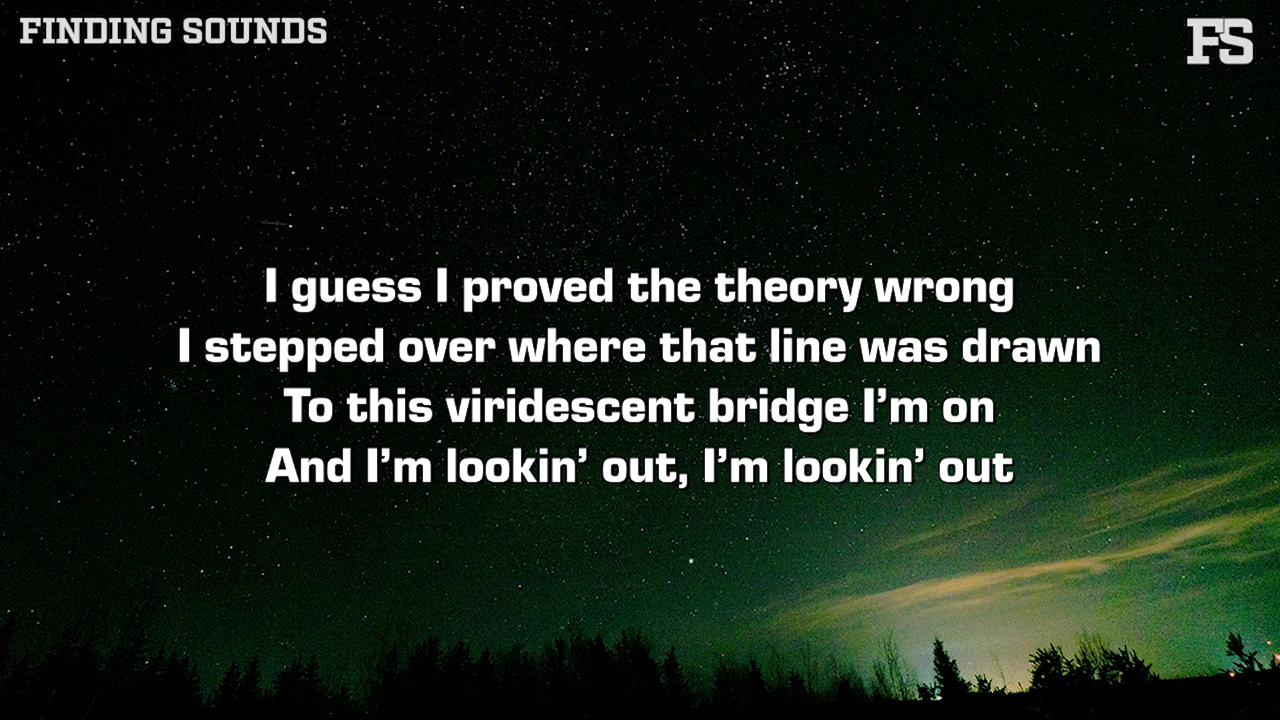 FINDING SOUNDS
FS
I guess I proved the theory wrong
I stepped over where that line was drawn
To this viridescent bridge I’m on
And I’m lookin’ out, I’m lookin’ out